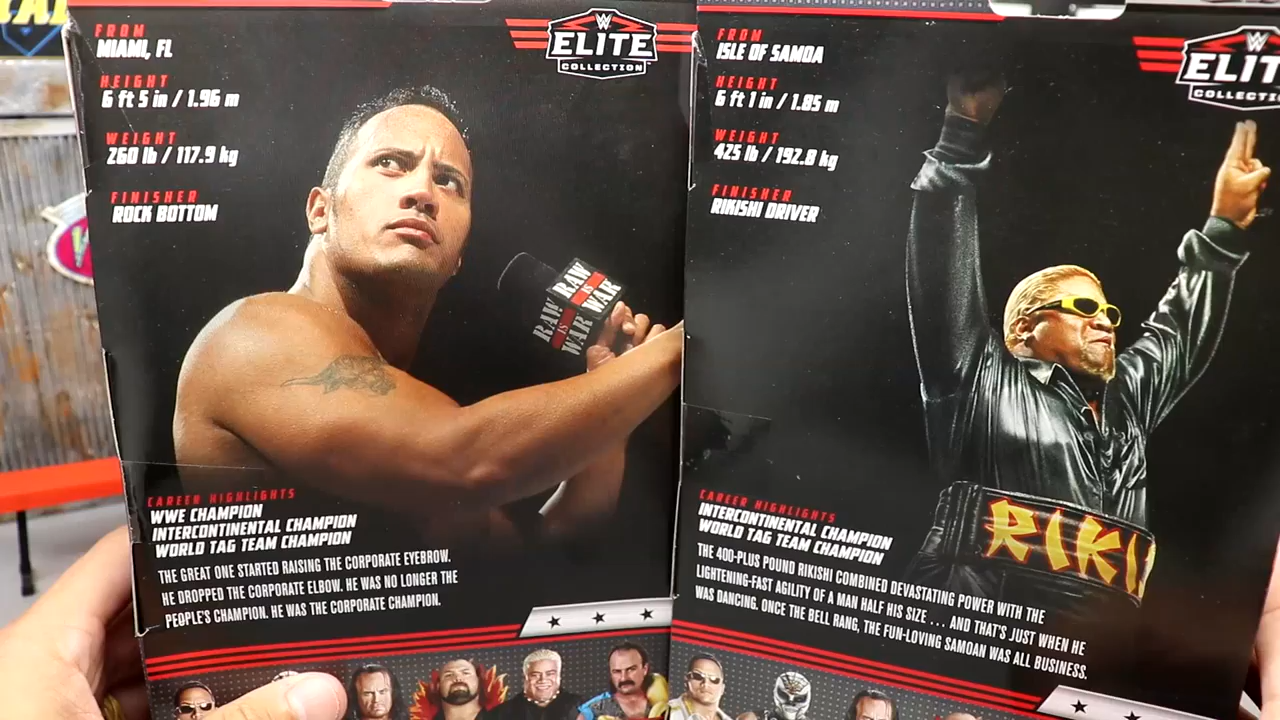 FROM
MIAMI, FL
HEIGHT
6 ft 5 in / 1.96 m
WEIGHT
260 lb / 117.9 kg
FINISHER
ROCK BOTTOM
W
ELITE
COLLECTION
RAW
IS
WAR
RAW
IS
WAR
CAREER HIGHLIGHTS
WWE CHAMPION
INTERCONTINENTAL CHAMPION
WORLD TAG TEAM CHAMPION
THE GREAT ONE STARTED RAISING THE CORPORATE EYEBROW.
HE DROPPED THE CORPORATE ELBOW. HE WAS NO LONGER THE
PEOPLE'S CHAMPION. HE WAS THE CORPORATE CHAMPION.
FROM
ISLE OF SAMOA
HEIGHT
6 ft 1 in / 1.85 m
WEIGHT
425 lb / 192.8 kg
FINISHER
RIKISHI DRIVER
W
ELIT
COLLECTIO
RIKI
CAREER HIGHLIGHTS
INTERCONTINENTAL CHAMPION
WORLD TAG TEAM CHAMPION
THE 400-PLUS POUND RIKISHI COMBINED DEVASTATING POWER WITH THE
LIGHTENING-FAST AGILITY OF A MAN HALF HIS SIZE . . . AND THAT'S JUST WHEN HE
WAS DANCING. ONCE THE BELL RANG, THE FUN-LOVING SAMOAN WAS ALL BUSINESS.